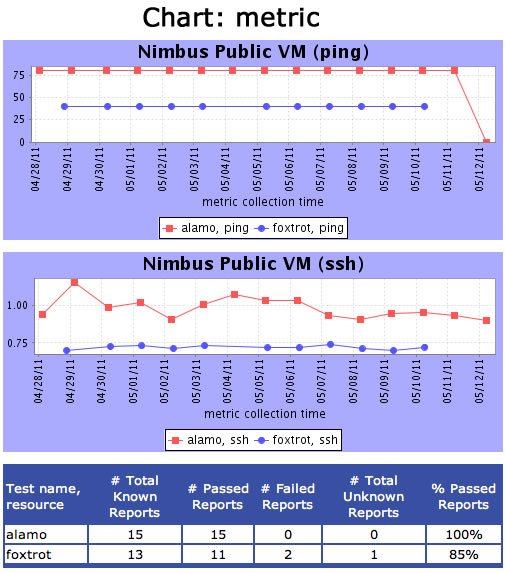 Chart: metric
Nimbus Public VM (ping)
75
50
25
0
04/28/11 04/29/11 04/30/11 05/01/11 05/02/11 05/03/11 05/04/11 05/05/11 05/06/11 05/07/11 05/08/11 05/09/11 05/10/11 05/11/11 05/12/11
metric collection time
alamo, ping foxtrot, ping
Nimbus Public VM (ssh)
1.00
0.75
04/28/11 04/29/11 04/30/11 05/01/11 05/02/11 05/03/11 05/04/11 05/05/11 05/06/11 05/07/11 05/08/11 05/09/11 05/10/11 05/11/11 05/12/11
metric collection time
alamo, ssh foxtrot, ssh
Test name, resource # Total Known Reports # Passed Reports # Failed Reports # Total Unknown Reports % Passed Reports
alamo 15 15 0 0 100%
foxtrot 13 11 2 1 85%